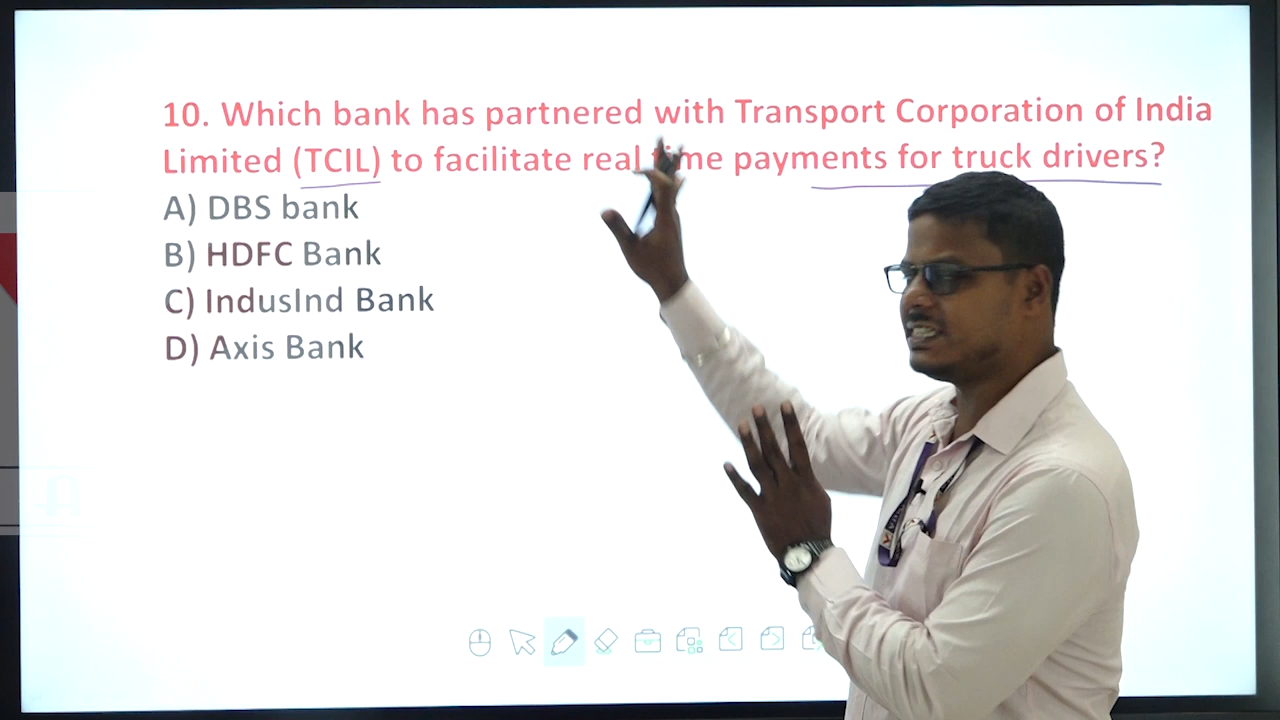 10. Which bank has partnered with Transport Corporation of India
Limited (TCIL) to facilitate real time payments for truck drivers?
A) DBS bank
B) HDFC Bank
C) IndusInd Bank
D) Axis Bank